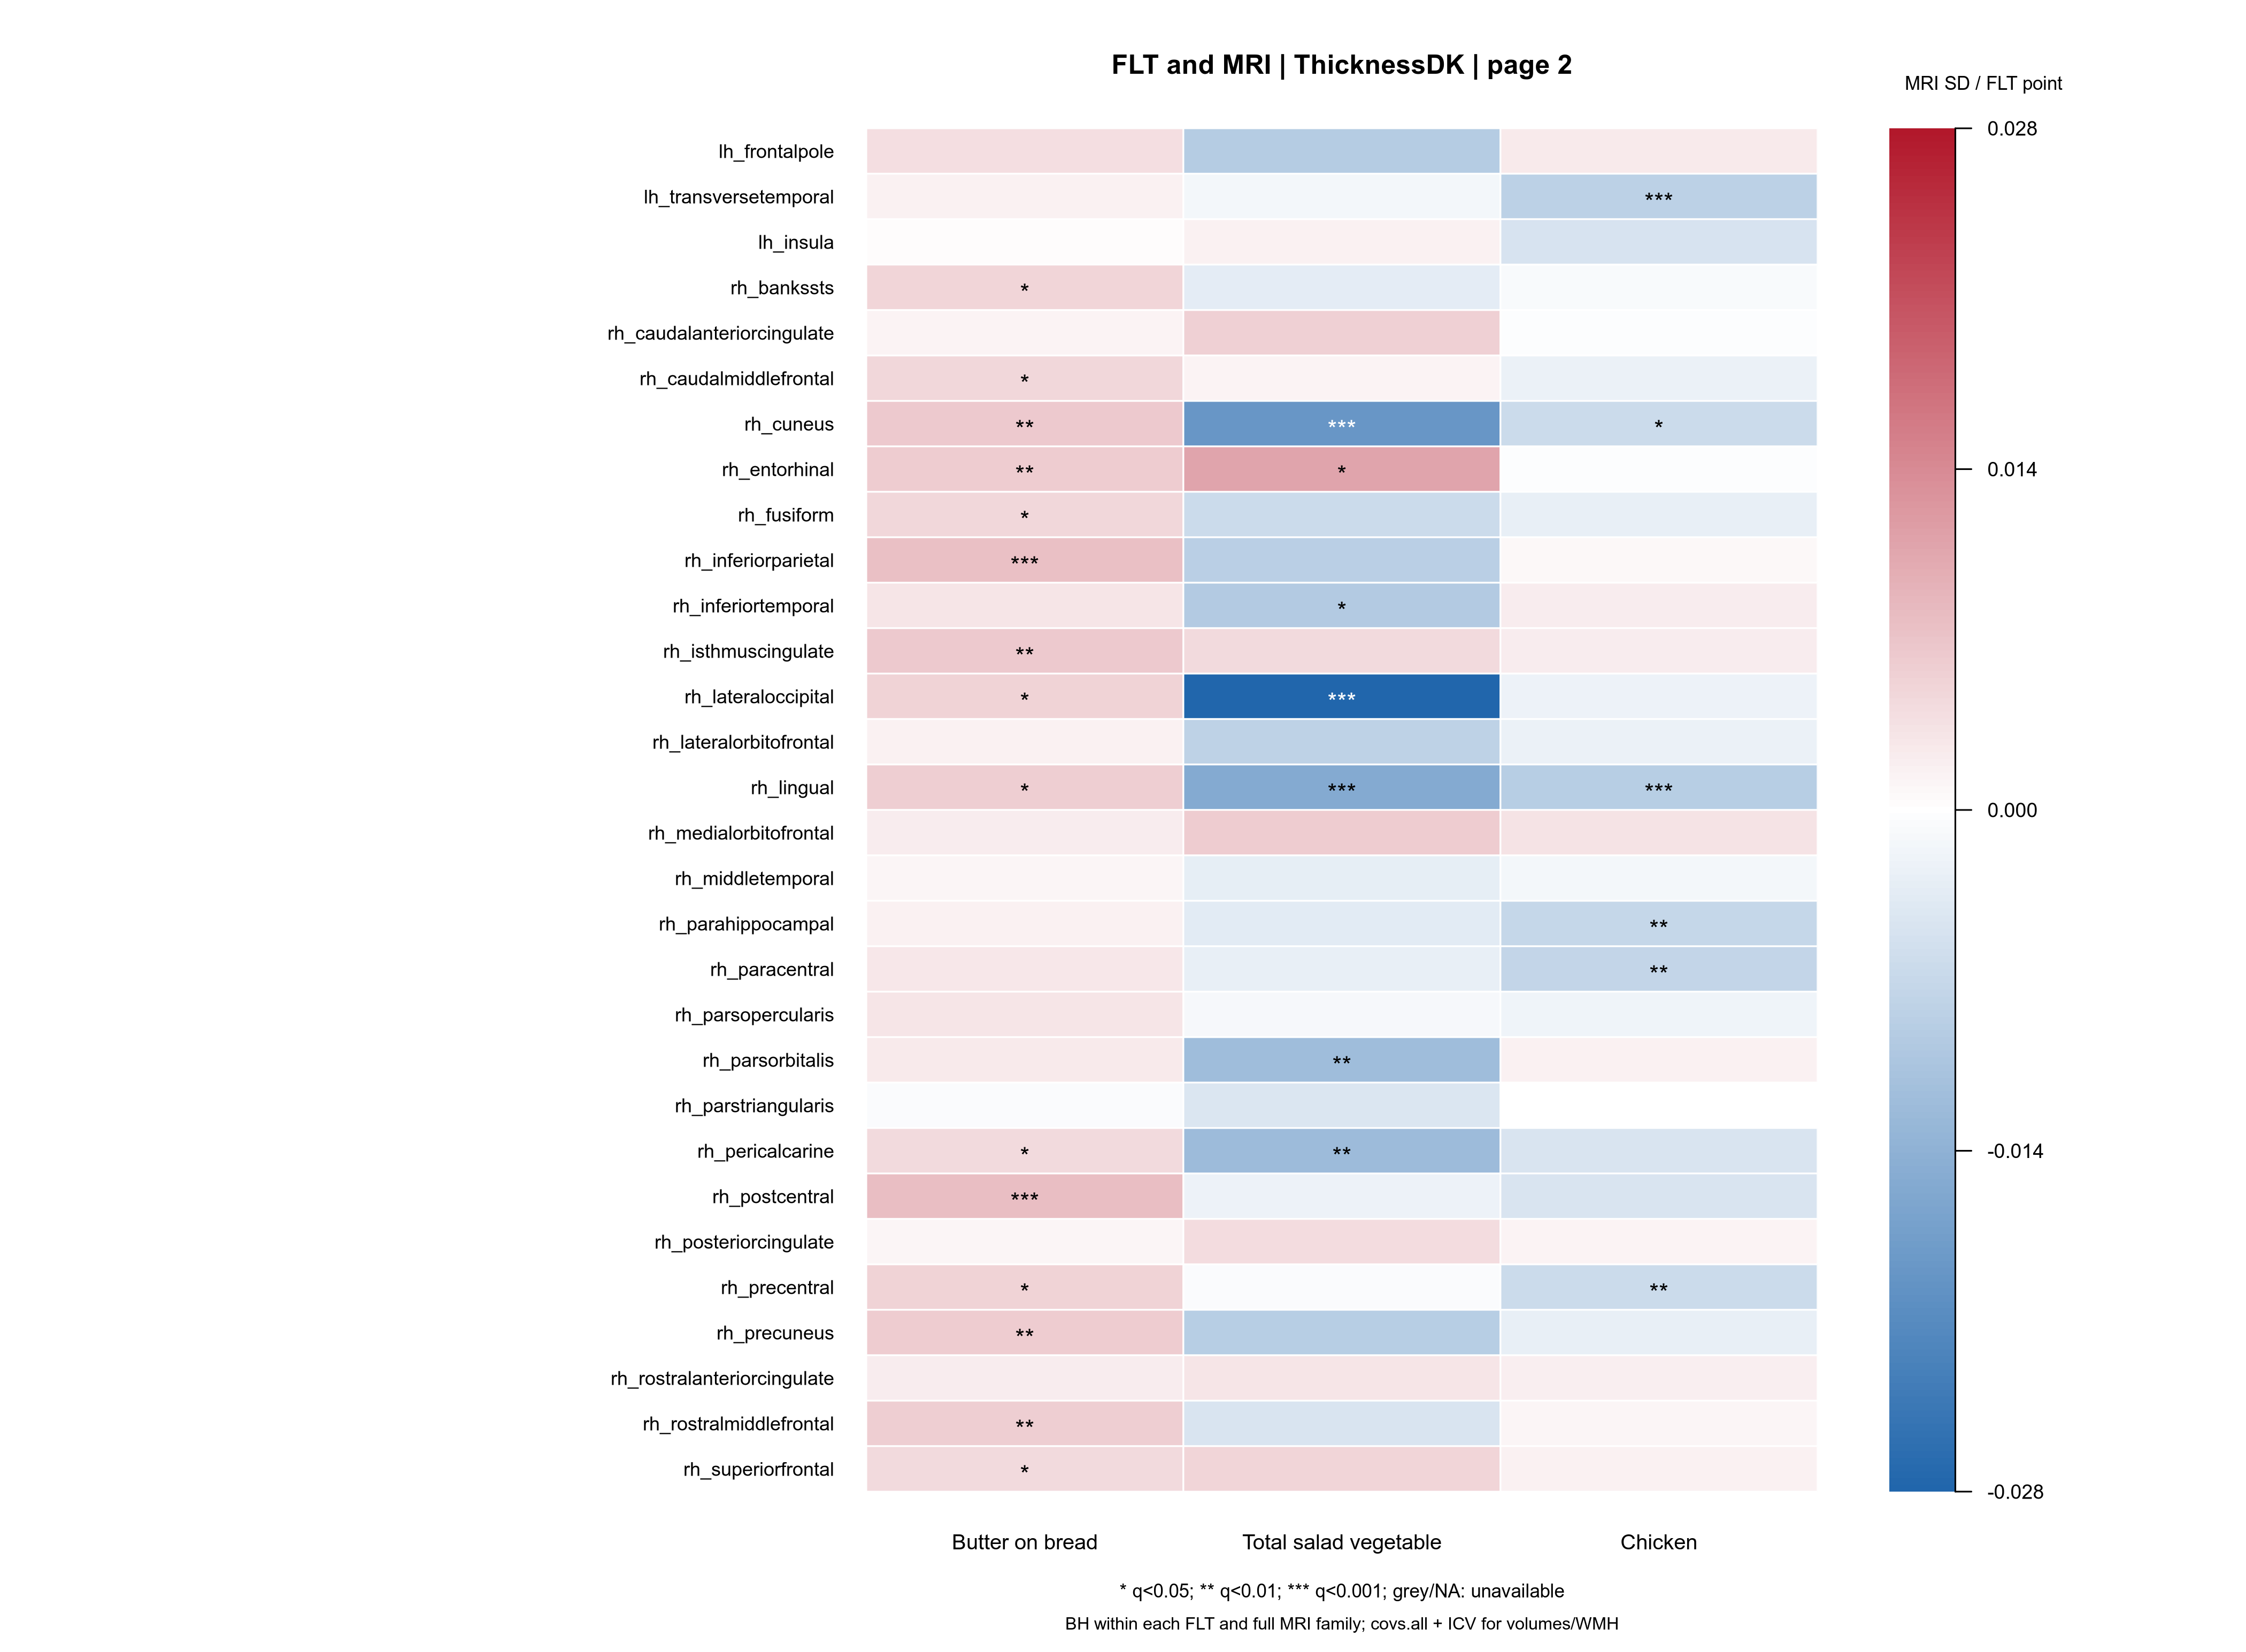 FLT and MRI | ThicknessDK | page 2
MRI SD / FLT point
0.028
0.014
0.000
-0.014
-0.028
lh_frontalpole
lh_transversetemporal ***
lh_insula
rh_bankssts *
rh_caudalanteriorcingulate
rh_caudalmiddlefrontal *
rh_cuneus ** *** *
rh_entorhinal ** *
rh_fusiform *
rh_inferiorparietal ***
rh_inferiortemporal *
rh_isthmuscingulate **
rh_lateraloccipital * ***
rh_lateralorbitofrontal
rh_lingual * *** ***
rh_medialorbitofrontal
rh_middletemporal
rh_parahippocampal **
rh_paracentral **
rh_parsopercularis
rh_parsorbitalis **
rh_parstriangularis
rh_pericalcarine * **
rh_postcentral ***
rh_posteriorcingulate
rh_precentral * **
rh_precuneus **
rh_rostralanteriorcingulate
rh_rostralmiddlefrontal **
rh_superiorfrontal *
Butter on bread Total salad vegetable Chicken
* q<0.05; ** q<0.01; *** q<0.001; grey/NA: unavailable
BH within each FLT and full MRI family; covs.all + ICV for volumes/WMH